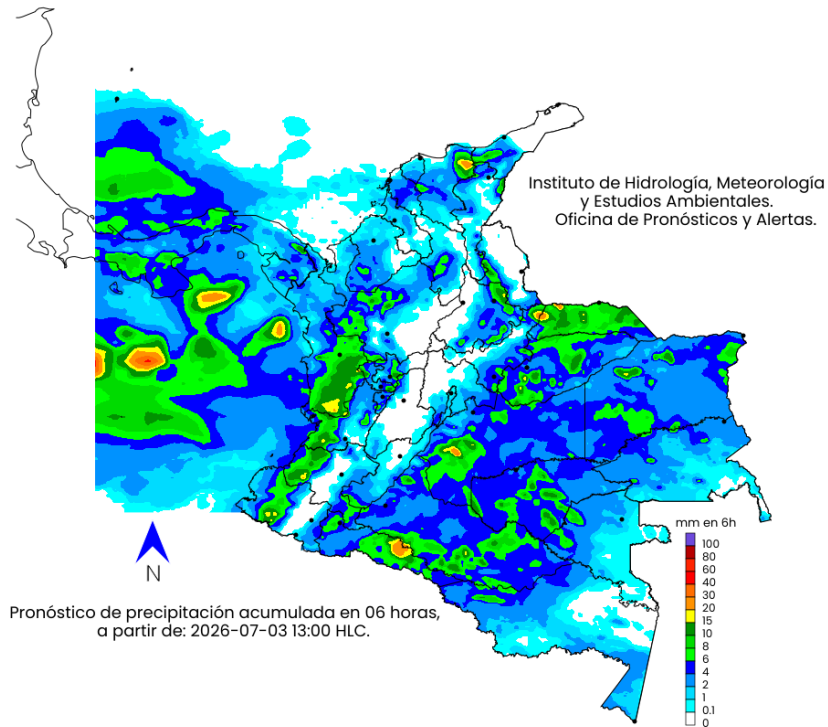 Instituto de Hidrología, Meteorología
y Estudios Ambientales.
Oficina de Pronósticos y Alertas.
mm en 6h
100
80
60
40
30
20
15
10
8
6
4
2
1
0.1
0
N
Pronóstico de precipitación acumulada en 06 horas,
a partir de: 2026-07-03 13:00 HLC.